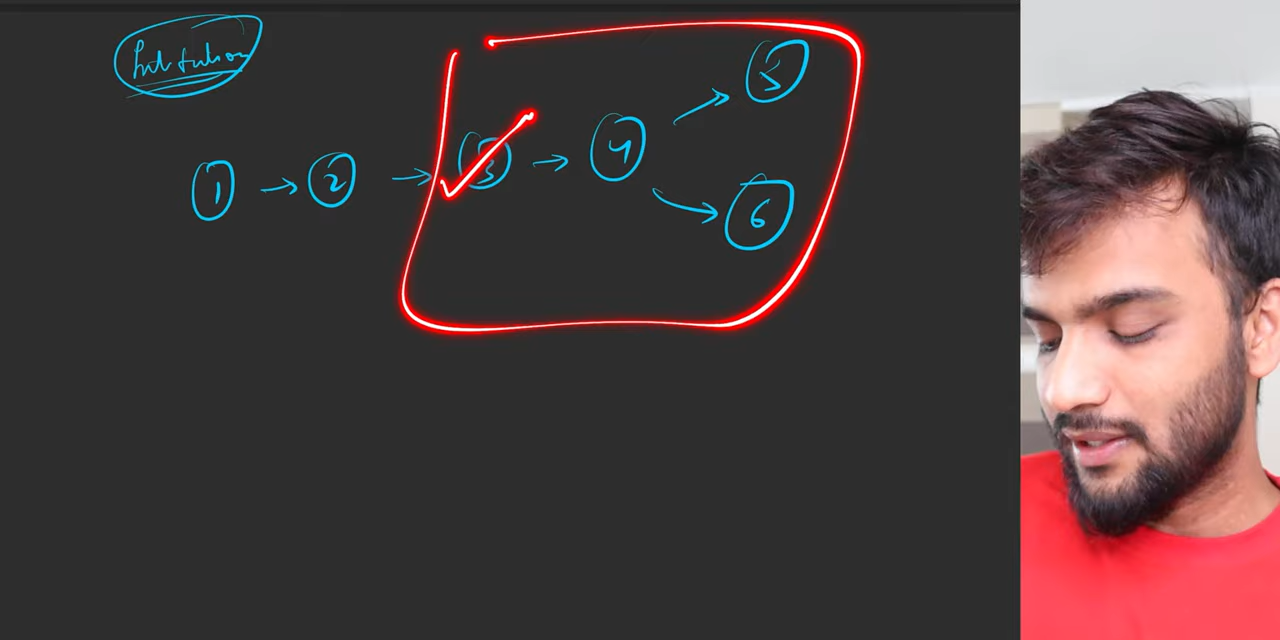 Intuition
5
1 → 2 → 3 → 4
6